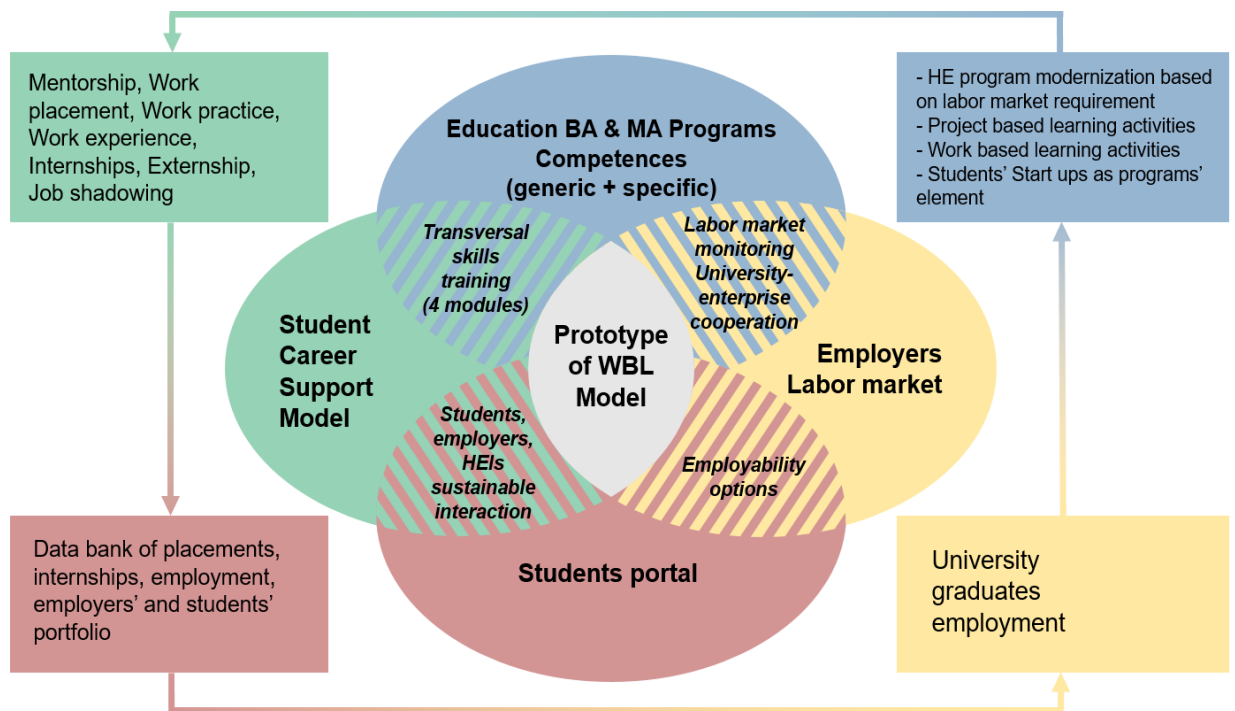 Mentorship, Work
placement, Work practice,
Work experience,
Internships, Externship,
Job shadowing
Education BA & MA Programs
Competences
(generic + specific)
- HE program modernization based
on labor market requirement
- Project based learning activities
- Work based learning activities
- Students’ Start ups as programs’
element
Transversal
skills
training
(4 modules)
Labor market
monitoring
University-
enterprise
cooperation
Student
Career
Support
Model
Prototype
of WBL
Model
Employers
Labor market
Students,
employers,
HEIs
sustainable
interaction
Employability
options
Data bank of placements,
internships, employment,
employers’ and students’
portfolio
Students portal
University
graduates
employment